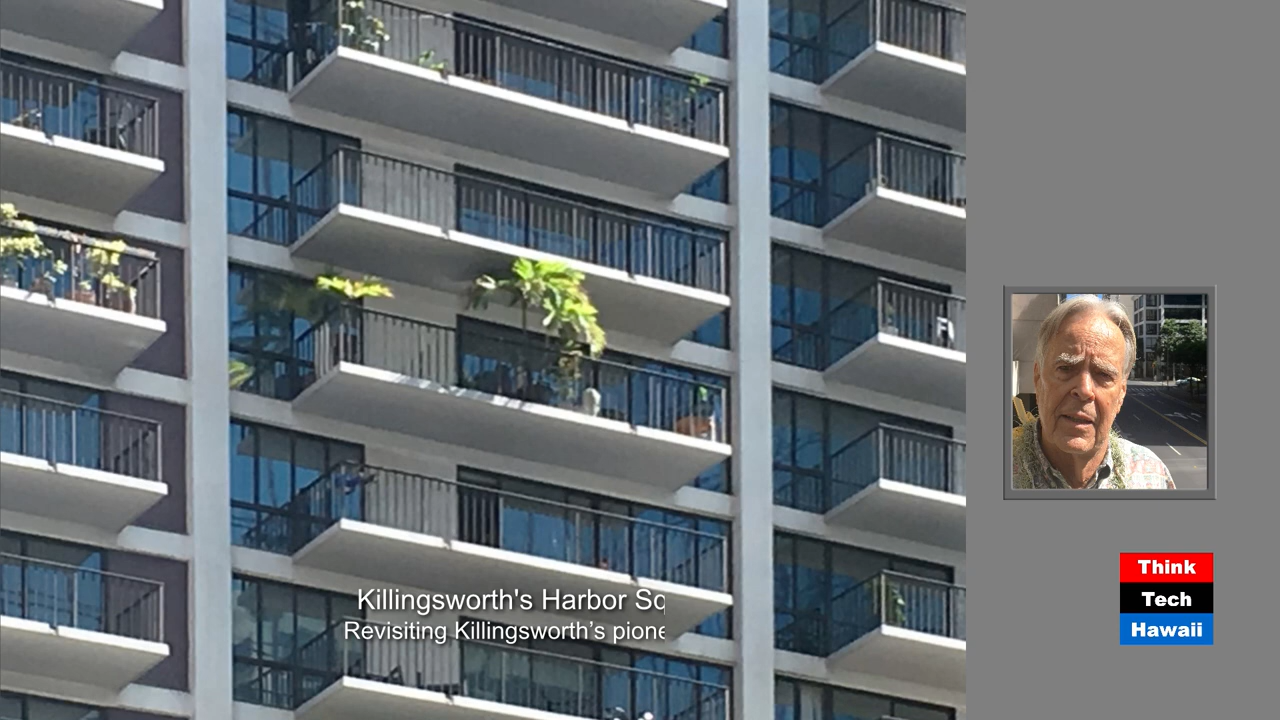 Killingsworth's Harbor Sq
Revisiting Killingsworth's pione
Think
Tech
Hawaii